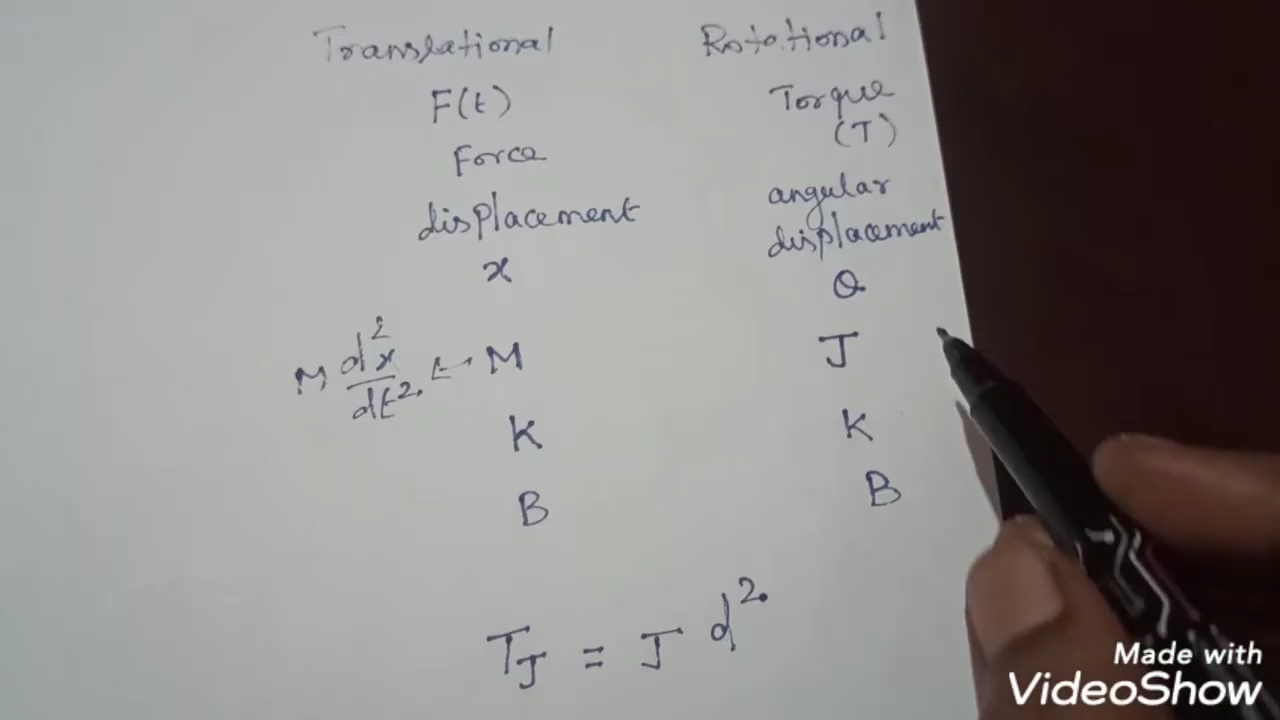 Translational Rotational
F(t) Torque
(T)
Force
angular
displacement displacement
x θ
M d²x/dt². ← M J
K K
B B
T_J = J d²
Made with
VideoShow